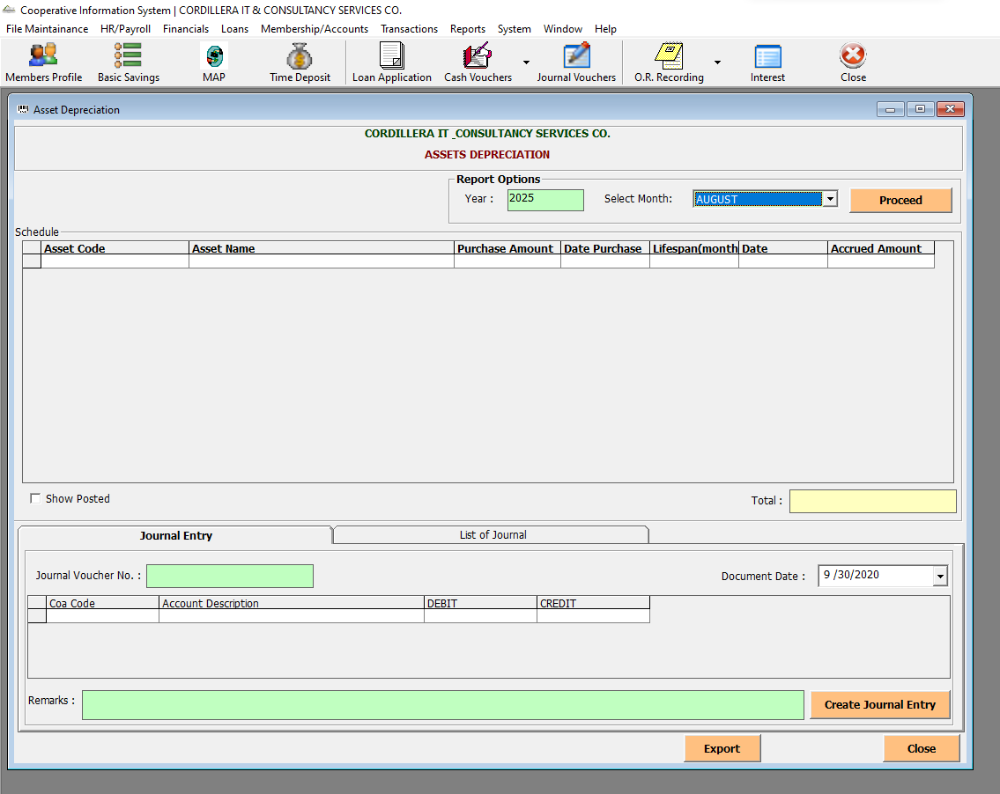 Cooperative Information System | CORDILLERA IT & CONSULTANCY SERVICES CO.
File Maintainance HR/Payroll Financials Loans Membership/Accounts Transactions Reports System Window Help
Members Profile Basic Savings MAP Time Deposit Loan Application Cash Vouchers Journal Vouchers O.R. Recording Interest Close
Asset Depreciation
CORDILLERA IT _CONSULTANCY SERVICES CO.
ASSETS DEPRECIATION
Report Options
Year : 2025 Select Month: AUGUST Proceed
Schedule
Asset Code Asset Name Purchase Amount Date Purchase Lifespan(month Date Accrued Amount
Show Posted Total :
Journal Entry List of Journal
Journal Voucher No. : Document Date : 9 /30/2020
Coa Code Account Description DEBIT CREDIT
Remarks : Create Journal Entry
Export Close